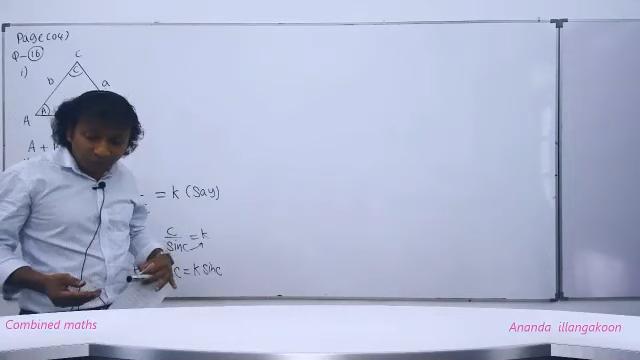 Page (04)
Q - 16
i)
C
b
C
a
A
A
A +
= k (Say)
c/Sinc = k
c = k Sinc
Combined maths
Ananda illangakoon